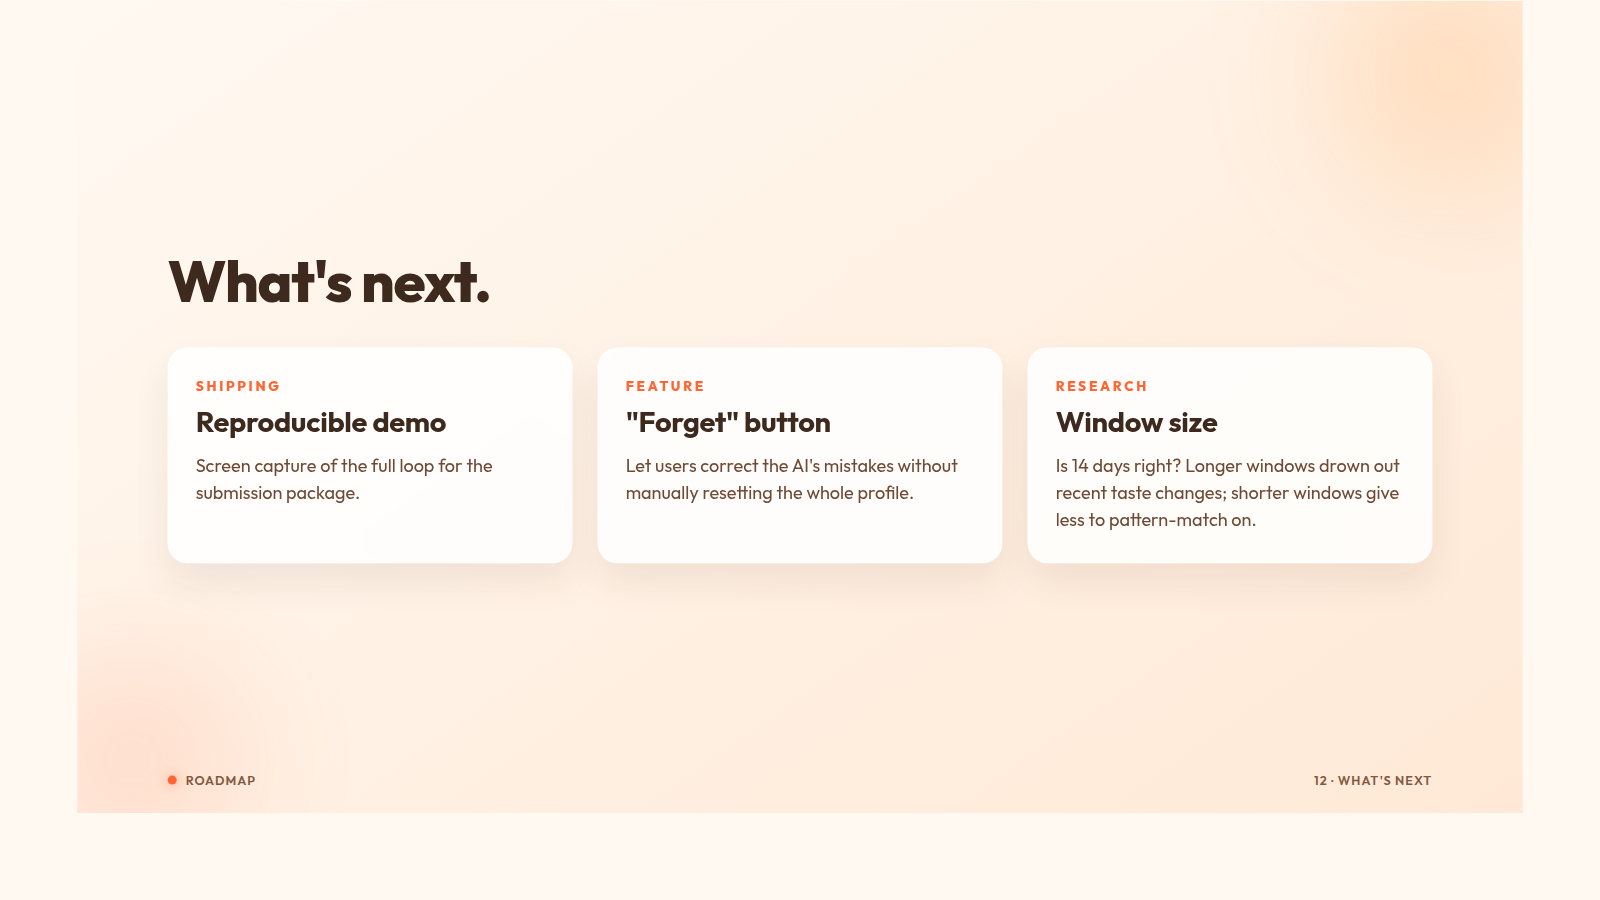 What's next.
SHIPPING
Reproducible demo
Screen capture of the full loop for the
submission package.
FEATURE
"Forget" button
Let users correct the AI's mistakes without
manually resetting the whole profile.
RESEARCH
Window size
Is 14 days right? Longer windows drown out
recent taste changes; shorter windows give
less to pattern-match on.
ROADMAP
12 · WHAT'S NEXT